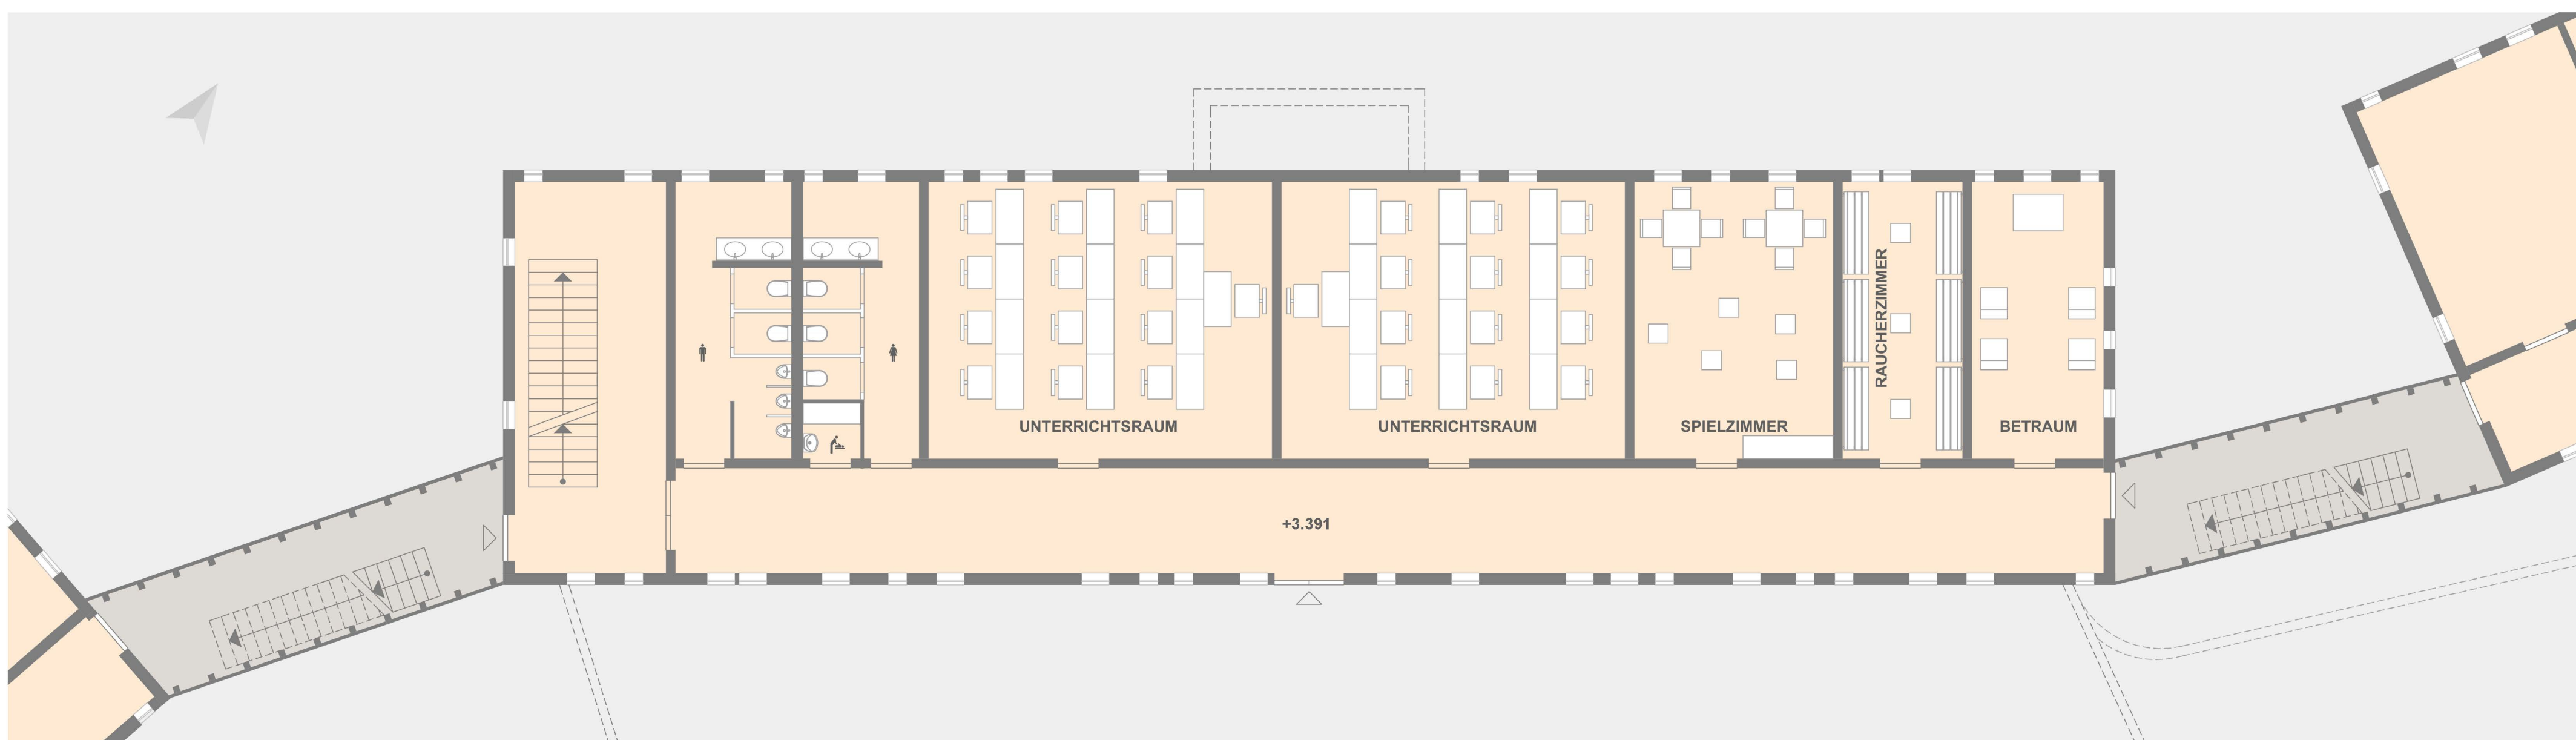 UNTERRICHTSRAUM
UNTERRICHTSRAUM
SPIELZIMMER
RAUCHERZIMMER
BETRAUM
+3.391